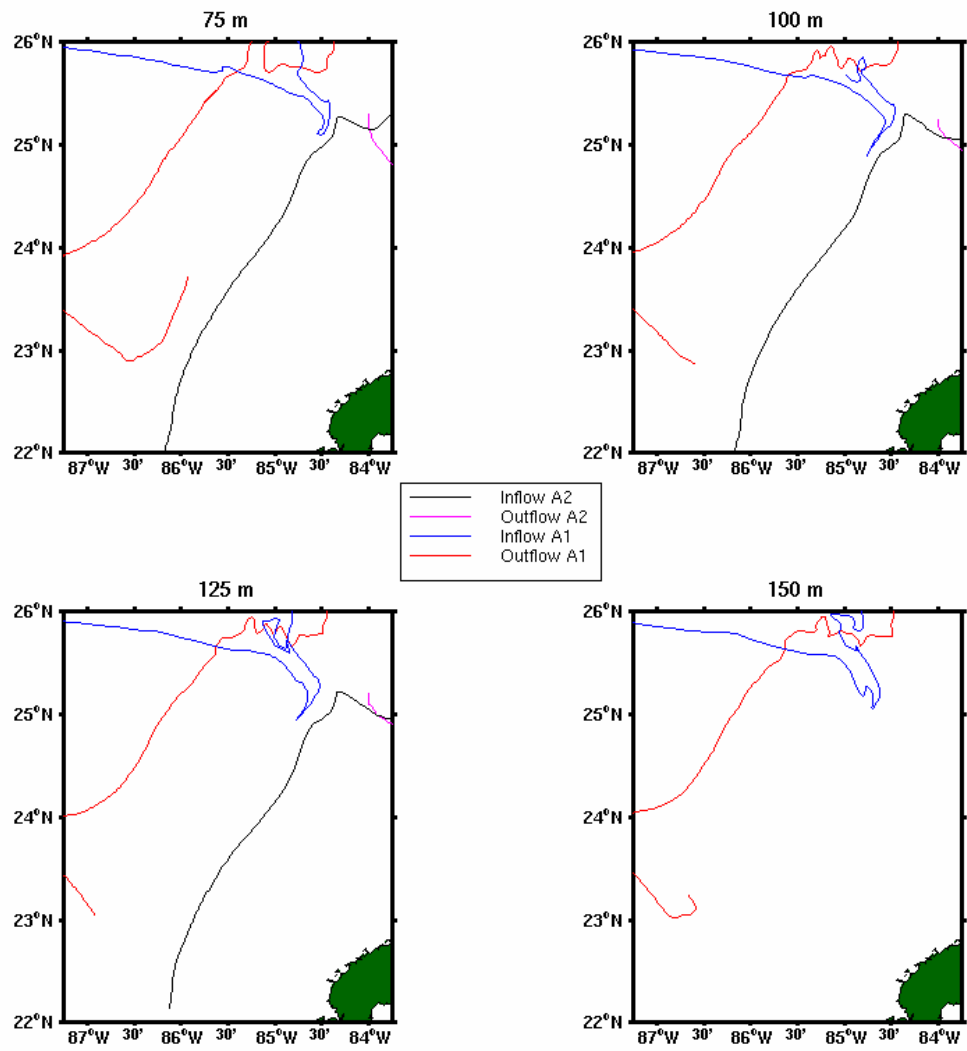 75 m
100 m
26°N
25°N
24°N
23°N
22°N
87°W 30' 86°W 30' 85°W 30' 84°W
26°N
25°N
24°N
23°N
22°N
87°W 30' 86°W 30' 85°W 30' 84°W
Inflow A2
Outflow A2
Inflow A1
Outflow A1
125 m
150 m
26°N
25°N
24°N
23°N
22°N
87°W 30' 86°W 30' 85°W 30' 84°W
26°N
25°N
24°N
23°N
22°N
87°W 30' 86°W 30' 85°W 30' 84°W